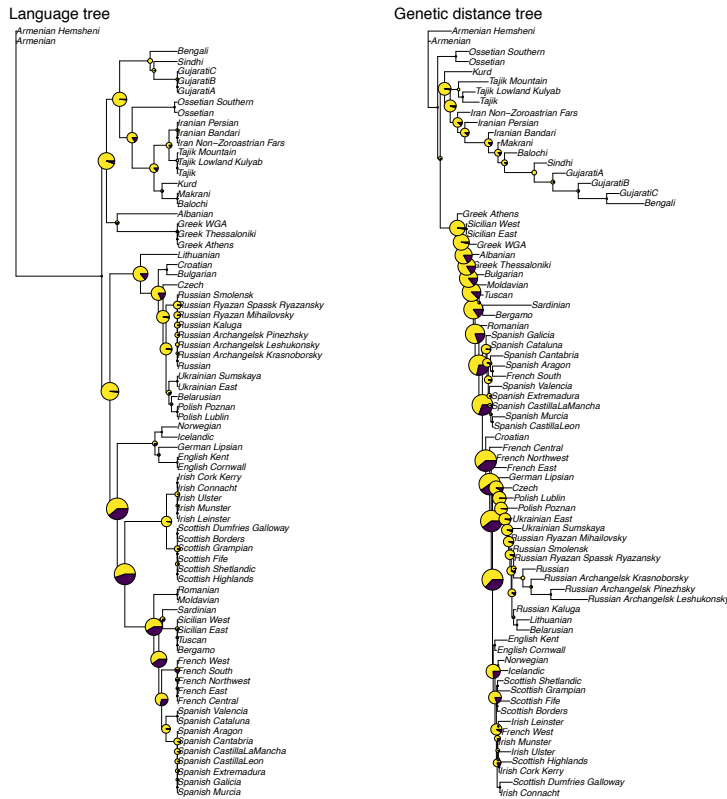 Language tree
Armenian Hemsheni
Armenian
Bengali
Sindhi
GujaratiC
GujaratiB
GujaratiA
Ossetian Southern
Ossetian
Iranian Persian
Iranian Bandari
Iran Non−Zoroastrian Fars
Tajik Mountain
Tajik Lowland Kulyab
Tajik
Kurd
Makrani
Balochi
Albanian
Greek WGA
Greek Thessaloniki
Greek Athens
Lithuanian
Croatian
Bulgarian
Czech
Russian Smolensk
Russian Ryazan Spassk Ryazansky
Russian Ryazan Mihailovsky
Russian Kaluga
Russian Archangelsk Pinezhsky
Russian Archangelsk Leshukonsky
Russian Archangelsk Krasnoborsky
Russian
Ukrainian Sumskaya
Ukrainian East
Belarusian
Polish Poznan
Polish Lublin
Norwegian
Icelandic
German Lipsian
English Kent
English Cornwall
Irish Cork Kerry
Irish Connacht
Irish Ulster
Irish Munster
Irish Leinster
Scottish Dumfries Galloway
Scottish Borders
Scottish Grampian
Scottish Fife
Scottish Shetlandic
Scottish Highlands
Romanian
Moldavian
Sardinian
Sicilian West
Sicilian East
Tuscan
Bergamo
French West
French South
French Northwest
French East
French Central
Spanish Valencia
Spanish Cataluna
Spanish Aragon
Spanish Cantabria
Spanish CastillaLaMancha
Spanish CastillaLeon
Spanish Extremadura
Spanish Galicia
Spanish Murcia
Genetic distance tree
Armenian Hemsheni
Armenian
Ossetian Southern
Ossetian
Kurd
Tajik Mountain
Tajik Lowland Kulyab
Tajik
Iran Non−Zoroastrian Fars
Iranian Persian
Iranian Bandari
Makrani
Balochi
Sindhi
GujaratiA
GujaratiB
GujaratiC
Bengali
Greek Athens
Sicilian West
Sicilian East
Greek WGA
Albanian
Greek Thessaloniki
Bulgarian
Moldavian
Tuscan
Sardinian
Bergamo
Romanian
Spanish Galicia
Spanish Cataluna
Spanish Cantabria
Spanish Aragon
French South
Spanish Valencia
Spanish Extremadura
Spanish CastillaLaMancha
Spanish Murcia
Spanish CastillaLeon
Croatian
French Central
French Northwest
French East
German Lipsian
Czech
Polish Lublin
Polish Poznan
Ukrainian East
Ukrainian Sumskaya
Russian Ryazan Mihailovsky
Russian Smolensk
Russian Ryazan Spassk Ryazansky
Russian
Russian Archangelsk Krasnoborsky
Russian Archangelsk Pinezhsky
Russian Archangelsk Leshukonsky
Russian Kaluga
Lithuanian
Belarusian
English Kent
English Cornwall
Norwegian
Icelandic
Scottish Shetlandic
Scottish Grampian
Scottish Fife
Scottish Borders
Irish Leinster
French West
Irish Munster
Irish Ulster
Scottish Highlands
Irish Cork Kerry
Scottish Dumfries Galloway
Irish Connacht